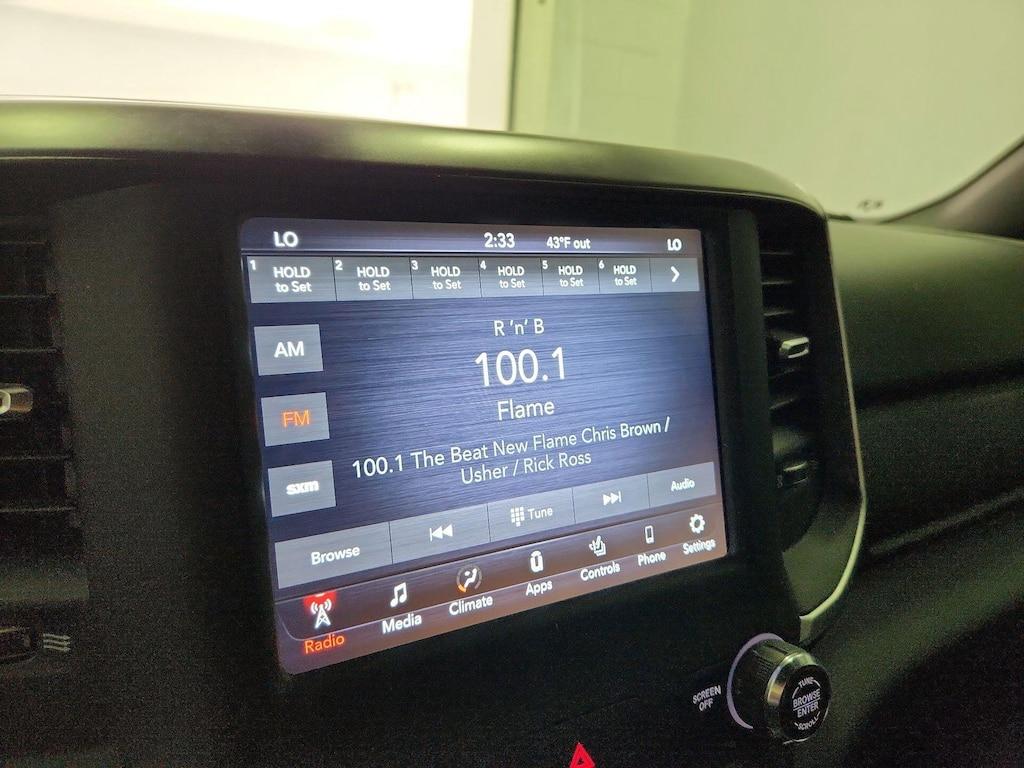 LO 2:33 43°F out LO
1 HOLD to Set
2 HOLD to Set
3 HOLD to Set
4 HOLD to Set
5 HOLD to Set
6 HOLD to Set
R 'n' B
AM
100.1
FM
Flame
100.1 The Beat New Flame Chris Brown /
Usher / Rick Ross
sxm
Browse
Tune
Audio
Radio
Media
Climate
Apps
Controls
Phone
Settings
SCREEN
OFF
TUNE
BROWSE
ENTER
SCROLL